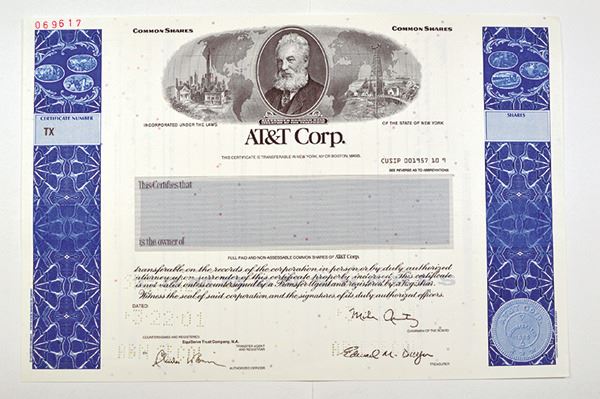 069617
COMMON SHARES
COMMON SHARES
CERTIFICATE NUMBER
TX
SHARES
INCORPORATED UNDER THE LAWS
OF THE STATE OF NEW YORK
AT&T Corp.
THIS CERTIFICATE IS TRANSFERABLE IN NEW YORK, NY OR BOSTON, MASS.
CUSIP 001957 10 9
SEE REVERSE AS TO ABBREVIATIONS
This Certifies that
is the owner of
FULL PAID AND NON-ASSESSABLE COMMON SHARES OF AT&T Corp.
transferable on the records of the corporation in person or by duly authorized
attorney upon surrender of this certificate properly indorsed. This certificate
is not valid unless countersigned by a Transfer Agent and registered by a Registrar.
Witness the seal of said corporation and the signatures of its duly authorized officers.
DATED:
CHAIRMAN OF THE BOARD
COUNTERSIGNED AND REGISTERED:
EquiServe Trust Company, N.A.
TRANSFER AGENT
AND REGISTRAR
AUTHORIZED OFFICER
TREASURER